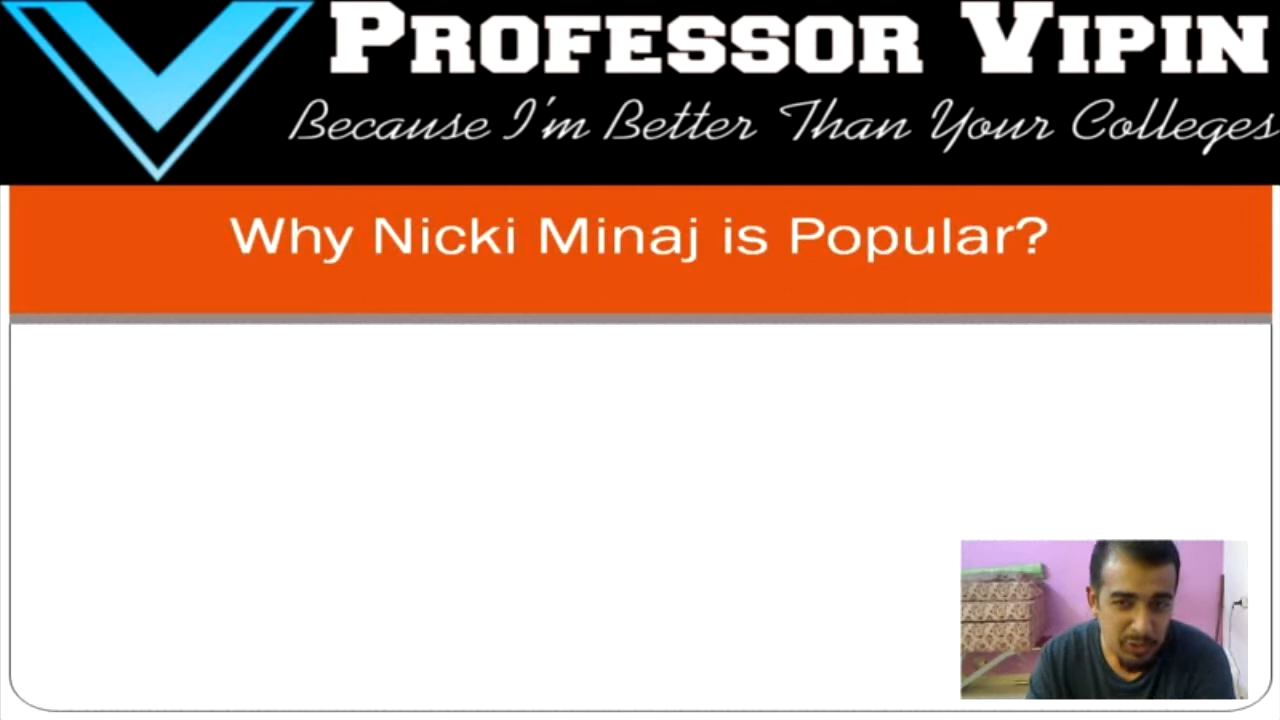 PROFESSOR VIPIN
Because I'm Better Than Your Colleges
Why Nicki Minaj is Popular?